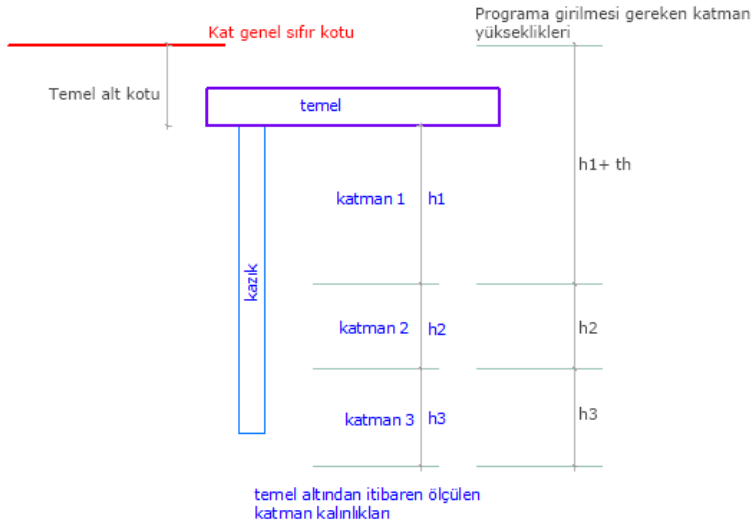 Programa girilmesi gereken katman
yükseklikleri
Kat genel sıfır kotu
Temel alt kotu
temel
katman 1
h1
h1+ th
kazık
katman 2
h2
h2
katman 3
h3
h3
temel altından itibaren ölçülen
katman kalınlıkları